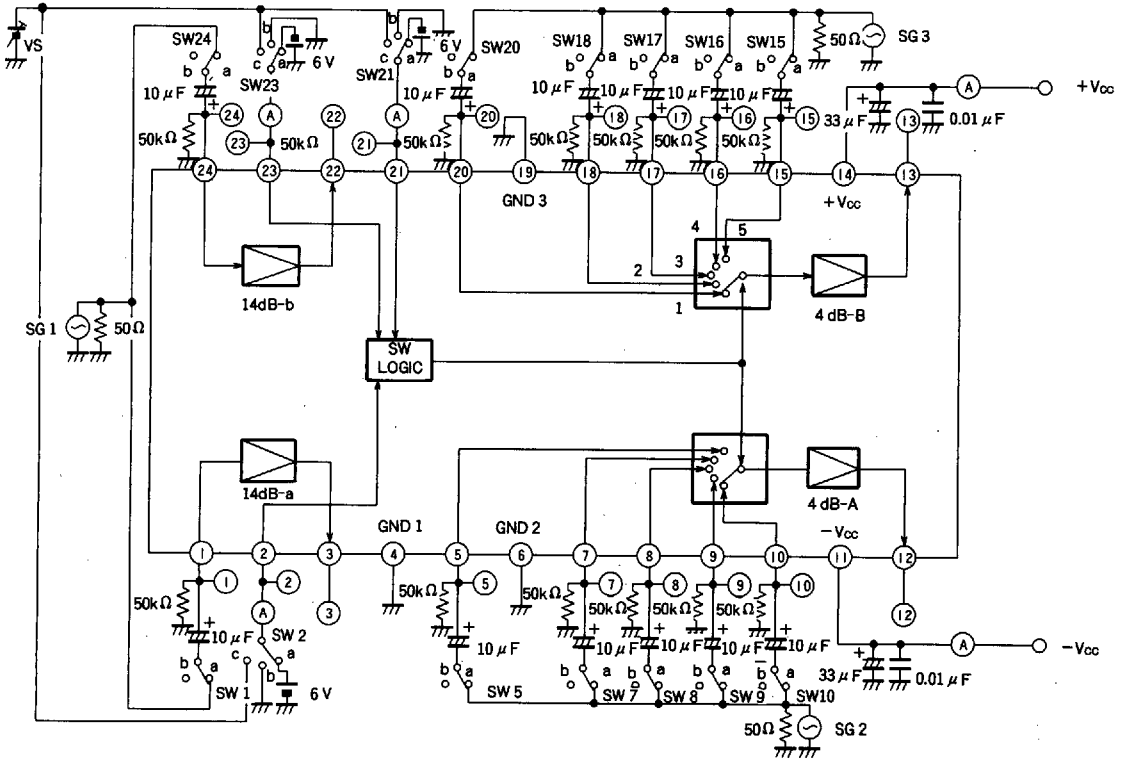 VS
SW24
b
a
10 μF
+
24
50kΩ
24
b
c
a
SW23
6 V
A
23
50kΩ
23
22
22
b
c
a
6 V
SW21
A
21
50kΩ
21
SW20
b
a
10 μF
+
20
20
19
GND 3
SW18
b
a
10 μF
+
18
50kΩ
18
SW17
b
a
10 μF
+
17
50kΩ
17
SW16
b
a
10 μF
+
16
50kΩ
16
SW15
b
a
10 μF
+
15
50kΩ
15
50Ω
SG 3
A
+VCC
+
33 μF
0.01 μF
14
+VCC
13
13
14dB-b
4
5
3
2
1
4 dB-B
SG 1
50Ω
SW
LOGIC
14dB-a
4 dB-A
GND 1
GND 2
-VCC
1
2
3
4
5
6
7
8
9
10
11
12
1
2
3
5
7
8
9
10
12
50kΩ
+
10 μF
b
a
SW 1
A
SW 2
c
b
a
6 V
50kΩ
+
10 μF
b
a
SW 5
50kΩ
+
10 μF
b
a
SW 7
50kΩ
+
10 μF
b
a
SW 8
50kΩ
+
10 μF
b
a
SW 9
50kΩ
+
10 μF
b
a
SW10
50Ω
SG 2
+
33 μF
0.01 μF
A
-VCC